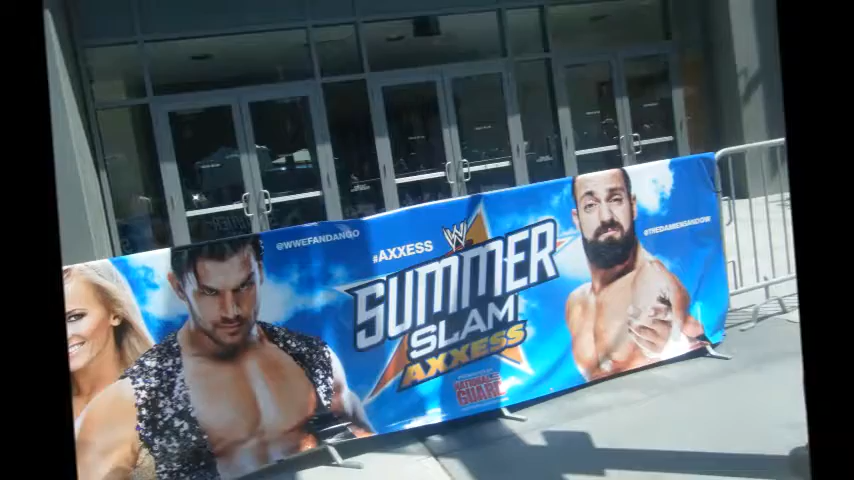 @WWEFANDANGO
#AXXESS
W
SUMMER
SLAM
AXXESS
NATIONAL
GUARD
@THEDAMIENSANDOW